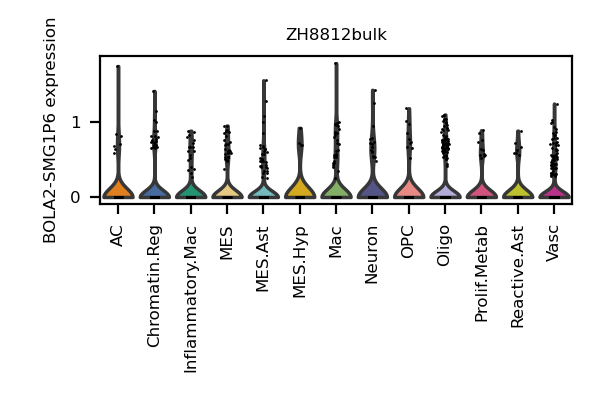 ZH8812bulk
BOLA2-SMG1P6 expression
1
0
AC
Chromatin.Reg
Inflammatory.Mac
MES
MES.Ast
MES.Hyp
Mac
Neuron
OPC
Oligo
Prolif.Metab
Reactive.Ast
Vasc